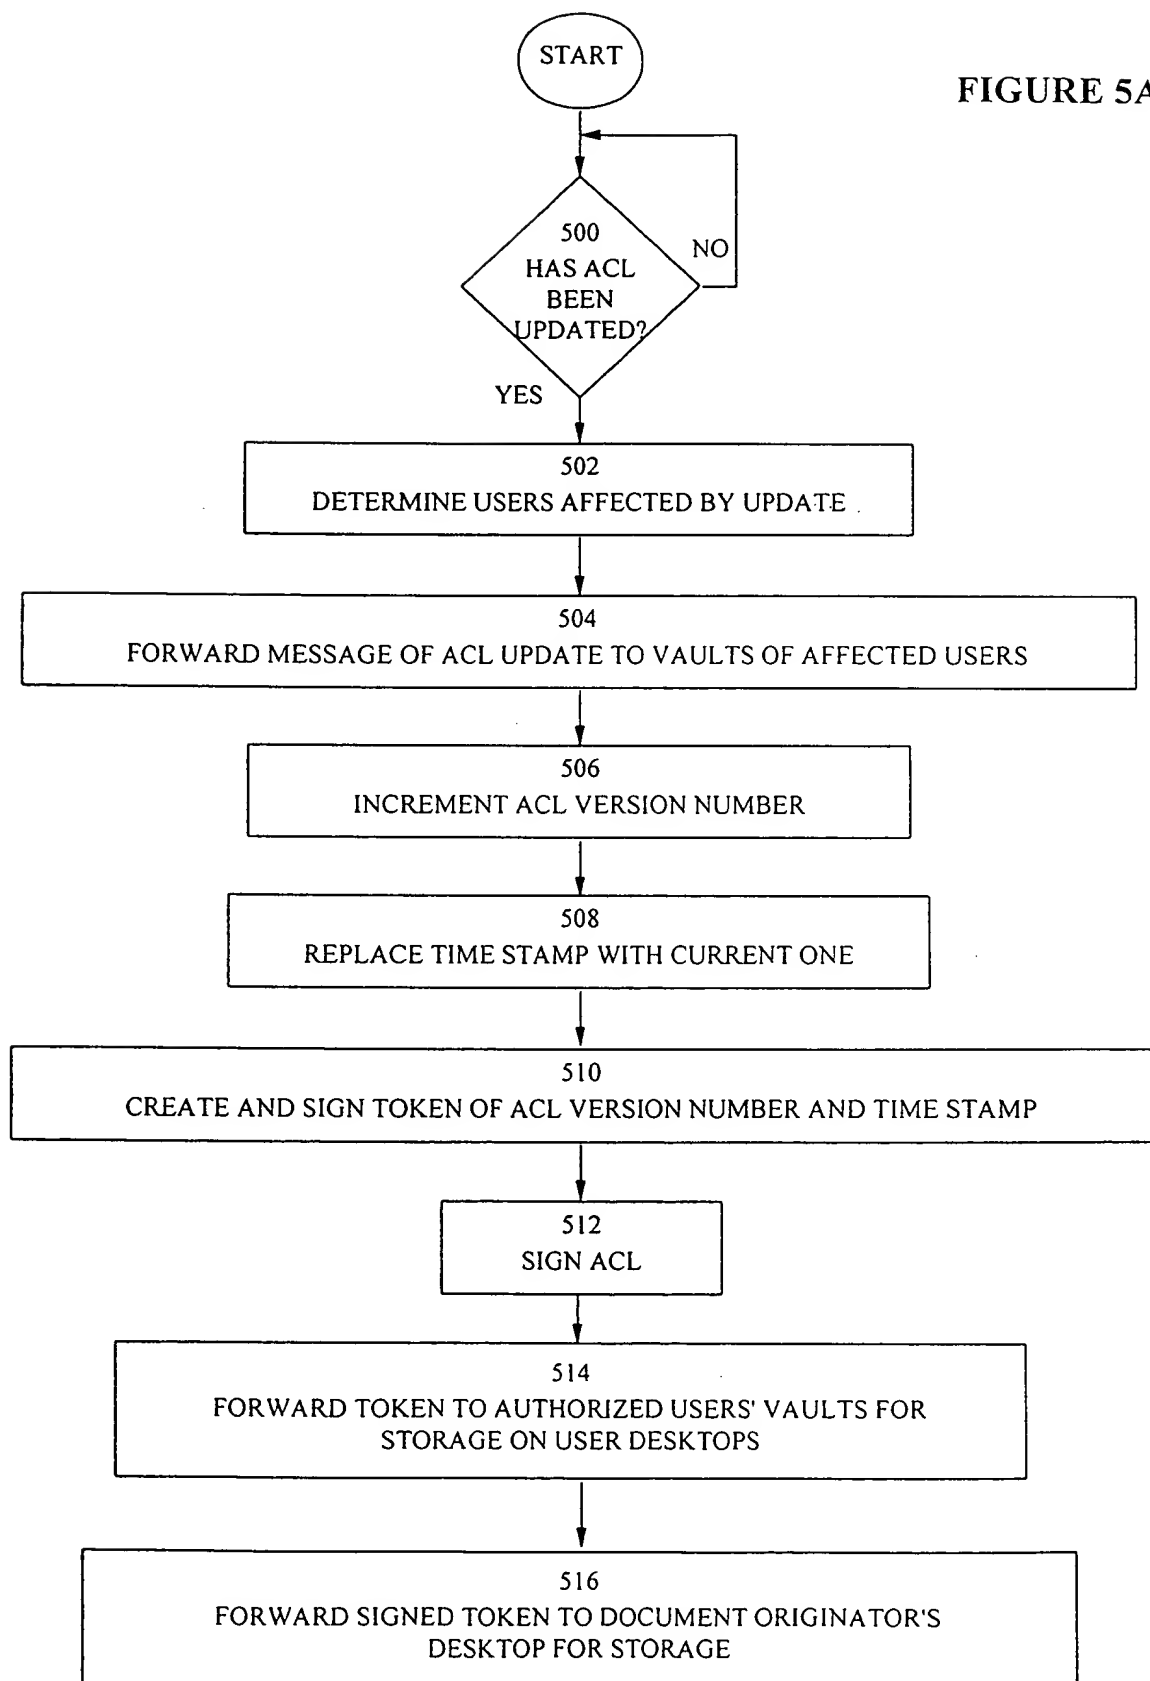 START
FIGURE 5A
500
HAS ACL
BEEN
UPDATED?
NO
YES
502
DETERMINE USERS AFFECTED BY UPDATE
504
FORWARD MESSAGE OF ACL UPDATE TO VAULTS OF AFFECTED USERS
506
INCREMENT ACL VERSION NUMBER
508
REPLACE TIME STAMP WITH CURRENT ONE
510
CREATE AND SIGN TOKEN OF ACL VERSION NUMBER AND TIME STAMP
512
SIGN ACL
514
FORWARD TOKEN TO AUTHORIZED USERS' VAULTS FOR
STORAGE ON USER DESKTOPS
516
FORWARD SIGNED TOKEN TO DOCUMENT ORIGINATOR'S
DESKTOP FOR STORAGE